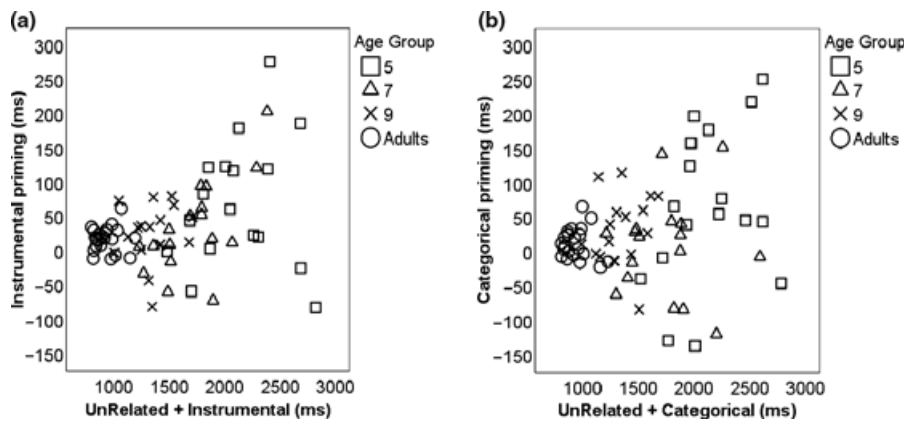 (a)
300
250
200
150
100
50
0
−50
−100
−150
Instrumental priming (ms)
1000 1500 2000 2500 3000
UnRelated + Instrumental (ms)
Age Group
5
7
9
Adults
(b)
300
250
200
150
100
50
0
−50
−100
−150
Categorical priming (ms)
1000 1500 2000 2500 3000
UnRelated + Categorical (ms)
Age Group
5
7
9
Adults